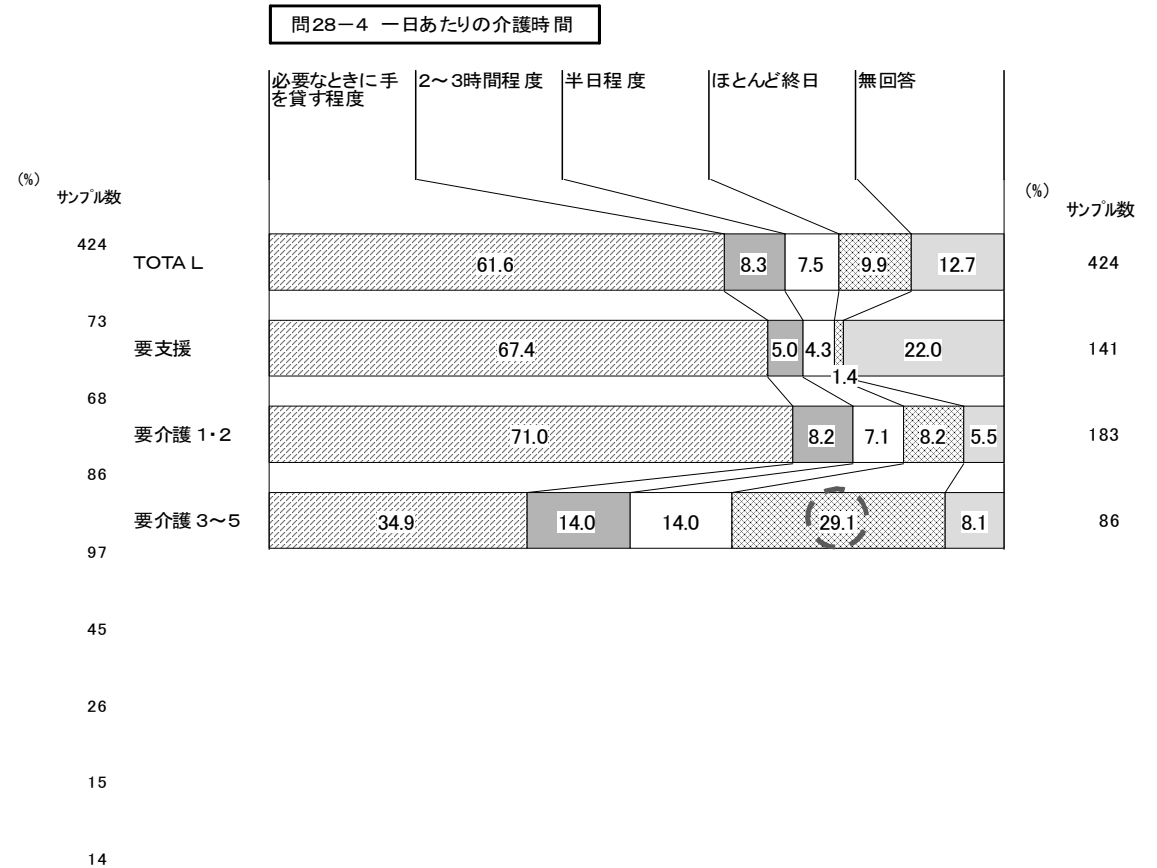 問28－4 一日あたりの介護時間
必要なときに手
を貸す程度
2～3時間程度
半日程度
ほとんど終日
無回答
(%)
サンプル数
(%)
サンプル数
424
TOTAL
61.6
8.3
7.5
9.9
12.7
424
73
要支援
67.4
5.0
4.3
1.4
22.0
141
68
要介護1・2
71.0
8.2
7.1
8.2
5.5
183
86
要介護3～5
34.9
14.0
14.0
29.1
8.1
86
97
45
26
15
14